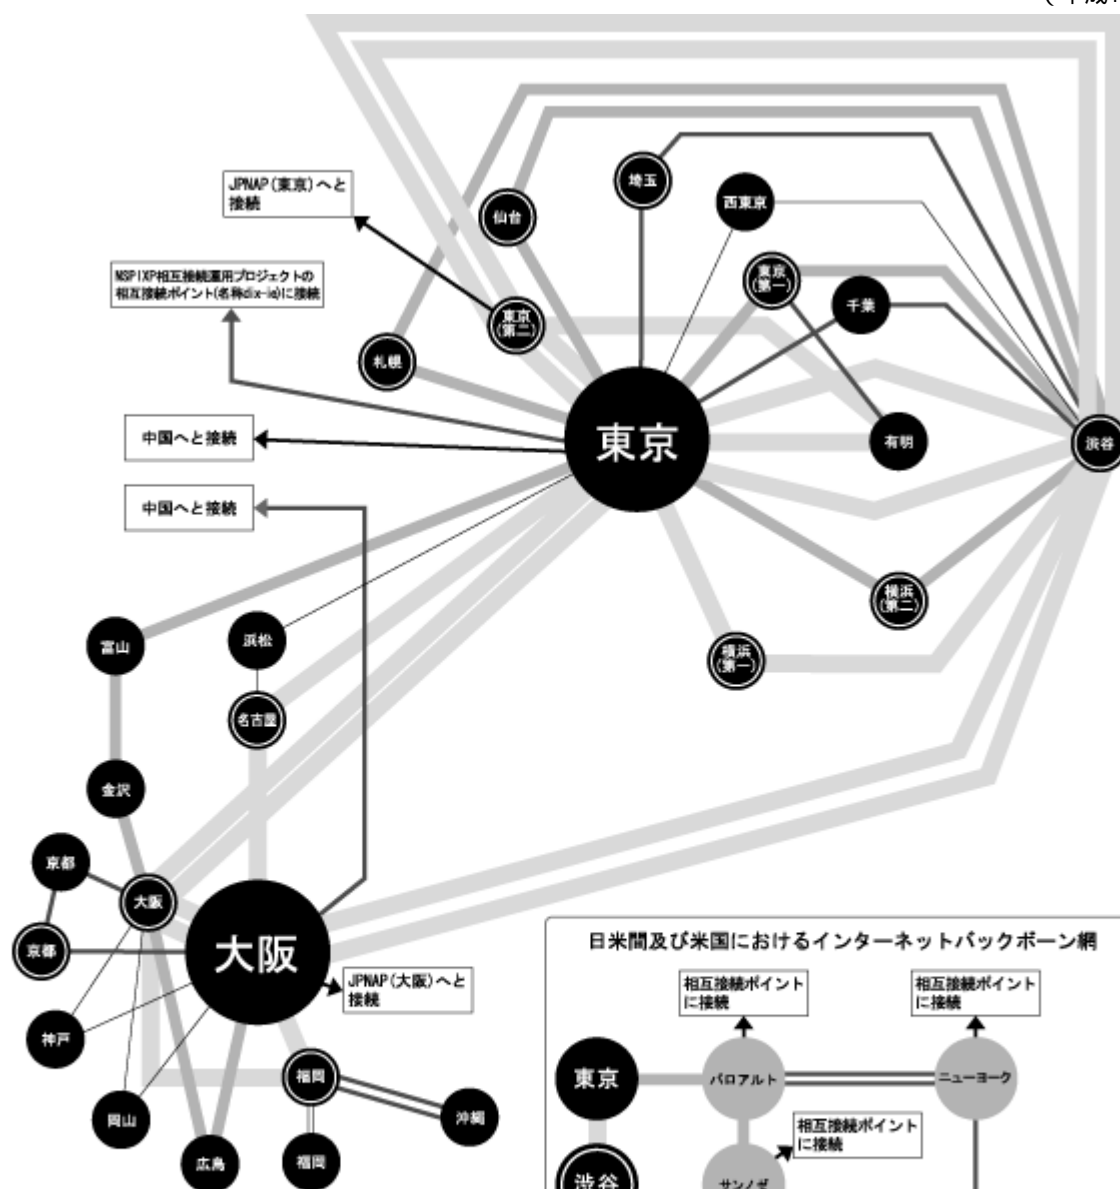 JPNAP(東京)へと
接続
埼玉
西東京
仙台
NSPIXP相互接続運用プロジェクトの
相互接続ポイント(名称dix-ie)に接続
東京
(第一)
千葉
東京
(第二)
札幌
中国へと接続
東京
有明
渋谷
中国へと接続
横浜
(第二)
富山
浜松
横浜
(第一)
名古屋
金沢
京都
大阪
京都
大阪
JPNAP(大阪)へと
接続
神戸
岡山
広島
福岡
福岡
沖縄
日米間及び米国におけるインターネットバックボーン網
相互接続ポイント
に接続
相互接続ポイント
に接続
東京
パロアルト
ニューヨーク
相互接続ポイント
に接続
渋谷
サンノゼ